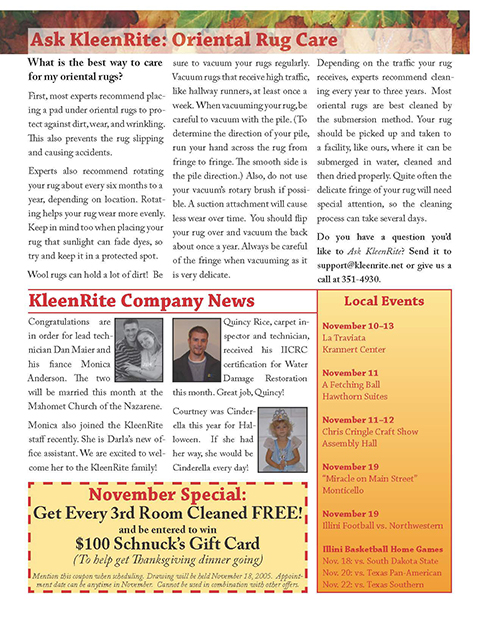 Ask KleenRite: Oriental Rug Care
What is the best way to care
for my oriental rugs?
First, most experts recommend plac-
ing a pad under oriental rugs to pro-
tect against dirt, wear, and wrinkling.
This also prevents the rug slipping
and causing accidents.
Experts also recommend rotating
your rug about every six months to a
year, depending on location. Rotat-
ing helps your rug wear more evenly.
Keep in mind too when placing your
rug that sunlight can fade dyes, so
try and keep it in a protected spot.
Wool rugs can hold a lot of dirt! Be
sure to vacuum your rugs regularly.
Vacuum rugs that receive high traffic,
like hallway runners, at least once a
week. When vacuuming your rug, be
careful to vacuum with the pile. (To
determine the direction of your pile,
run your hand across the rug from
fringe to fringe. The smooth side is
the pile direction.) Also, do not use
your vacuum's rotary brush if possi-
ble. A suction attachment will cause
less wear over time. You should flip
your rug over and vacuum the back
about once a year. Always be careful
of the fringe when vacuuming as it
is very delicate.
Depending on the traffic your rug
receives, experts recommend clean-
ing every year to three years. Most
oriental rugs are best cleaned by
the submersion method. Your rug
should be picked up and taken to
a facility, like ours, where it can be
submerged in water, cleaned and
then dried properly. Quite often the
delicate fringe of your rug will need
special attention, so the cleaning
process can take several days.
Do you have a question you'd
like to Ask KleenRite? Send it to
support@kleenrite.net or give us a
call at 351-4930.
KleenRite Company News
Congratulations are
in order for lead tech-
nician Dan Maier and
his fiance Monica
Anderson. The two
will be married this month at the
Mahomet Church of the Nazarene.
Monica also joined the KleenRite
staff recently. She is Darla's new of-
fice assistant. We are excited to wel-
come her to the KleenRite family!
Quincy Rice, carpet in-
spector and technician,
received his IICRC
certification for Water
Damage Restoration
this month. Great job, Quincy!
Courtney was Cinder-
ella this year for Hal-
loween. If she had
her way, she would be
Cinderella every day!
November Special:
Get Every 3rd Room Cleaned FREE!
and be entered to win
$100 Schnuck's Gift Card
(To help get Thanksgiving dinner going)
Mention this coupon when scheduling. Drawing will be held November 18, 2005. Appoint-
ment date can be anytime in November. Cannot be used in combination with other offers.
Local Events
November 10-13
La Traviata
Krannert Center
November 11
A Fetching Ball
Hawthorn Suites
November 11-12
Chris Cringle Craft Show
Assembly Hall
November 19
"Miracle on Main Street"
Monticello
November 19
Illini Football vs. Northwestern
Illini Basketball Home Games
Nov. 18: vs. South Dakota State
Nov. 20: vs. Texas Pan-American
Nov. 22: vs. Texas Southern